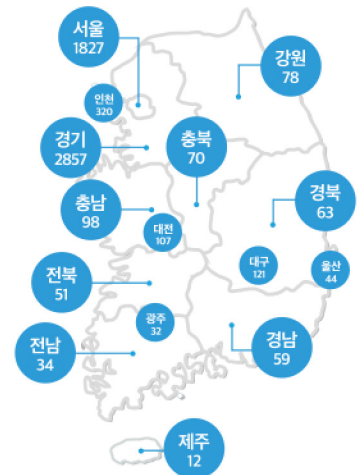 서울
1827
강원
78
인천
320
경기
2857
충북
70
충남
98
경북
63
대전
107
대구
121
울산
44
전북
51
광주
32
전남
34
경남
59
제주
12